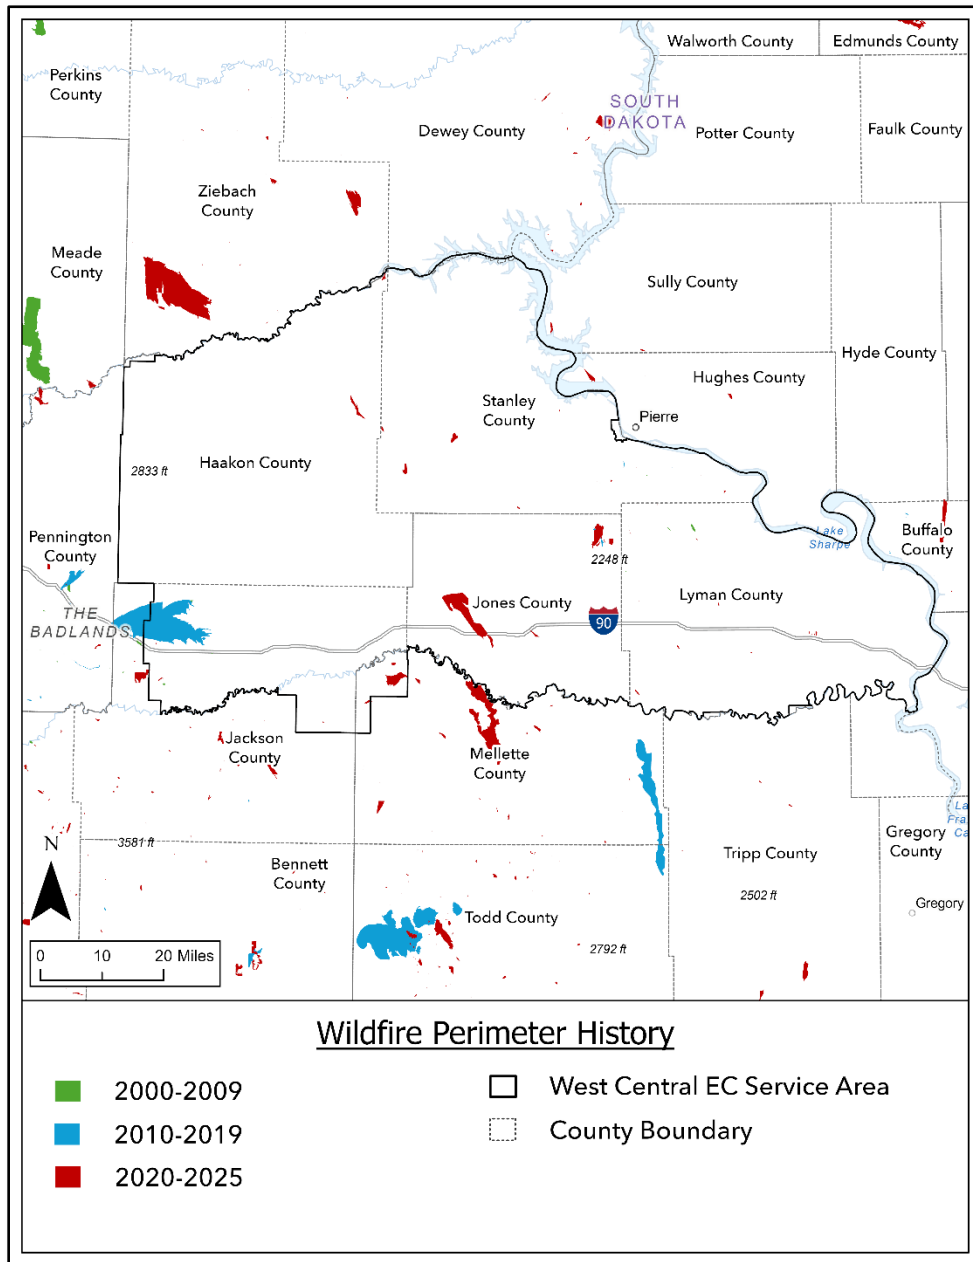 Walworth County
Edmunds County
Perkins
County
SOUTH
DAKOTA
Dewey County
Potter County
Faulk County
Ziebach
County
Meade
County
Sully County
Hyde County
Hughes County
Stanley
County
Pierre
Haakon County
2833 ft
Pennington
County
Lake
Sharpe
Buffalo
County
2248 ft
THE
BADLANDS
Jones County
90
Lyman County
Jackson
County
Mellette
County
La
Fra
Ca
N
3581 ft
Bennett
County
Tripp County
Gregory
County
2502 ft
Gregory
Todd County
2792 ft
0 10 20 Miles
Wildfire Perimeter History
2000-2009
2010-2019
2020-2025
West Central EC Service Area
County Boundary